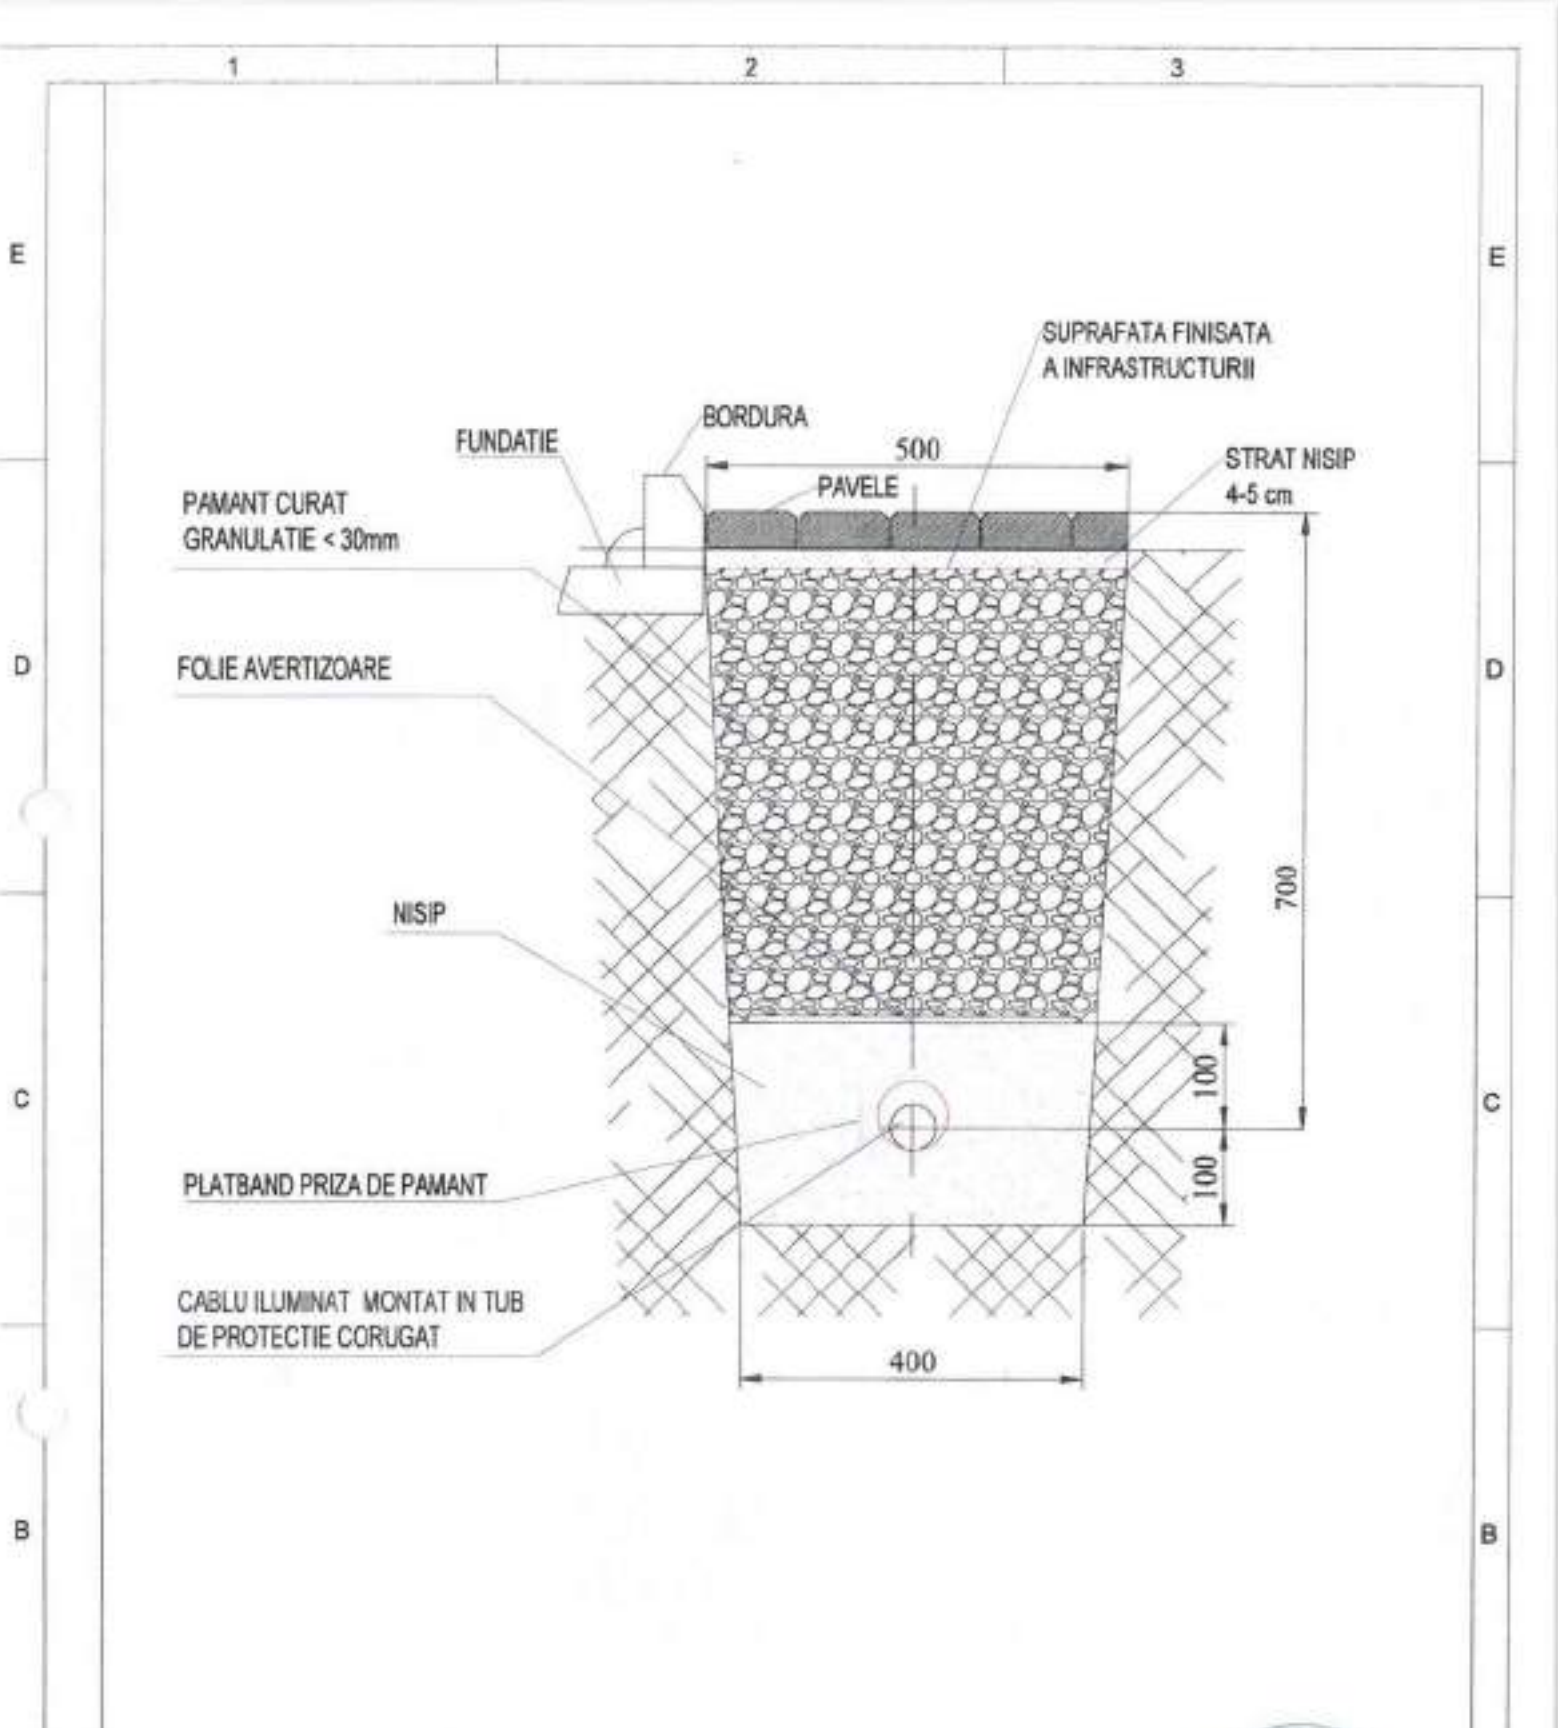 1
2
3
E
E
SUPRAFATA FINISATA
A INFRASTRUCTURII
BORDURA
FUNDATIE
500
STRAT NISIP
4-5 cm
PAVELE
PAMANT CURAT
GRANULATIE < 30mm
D
FOLIE AVERTIZOARE
D
700
NISIP
C
100
C
PLATBAND PRIZA DE PAMANT
100
CABLU ILUMINAT MONTAT IN TUB
DE PROTECTIE CORUGAT
400
B
B